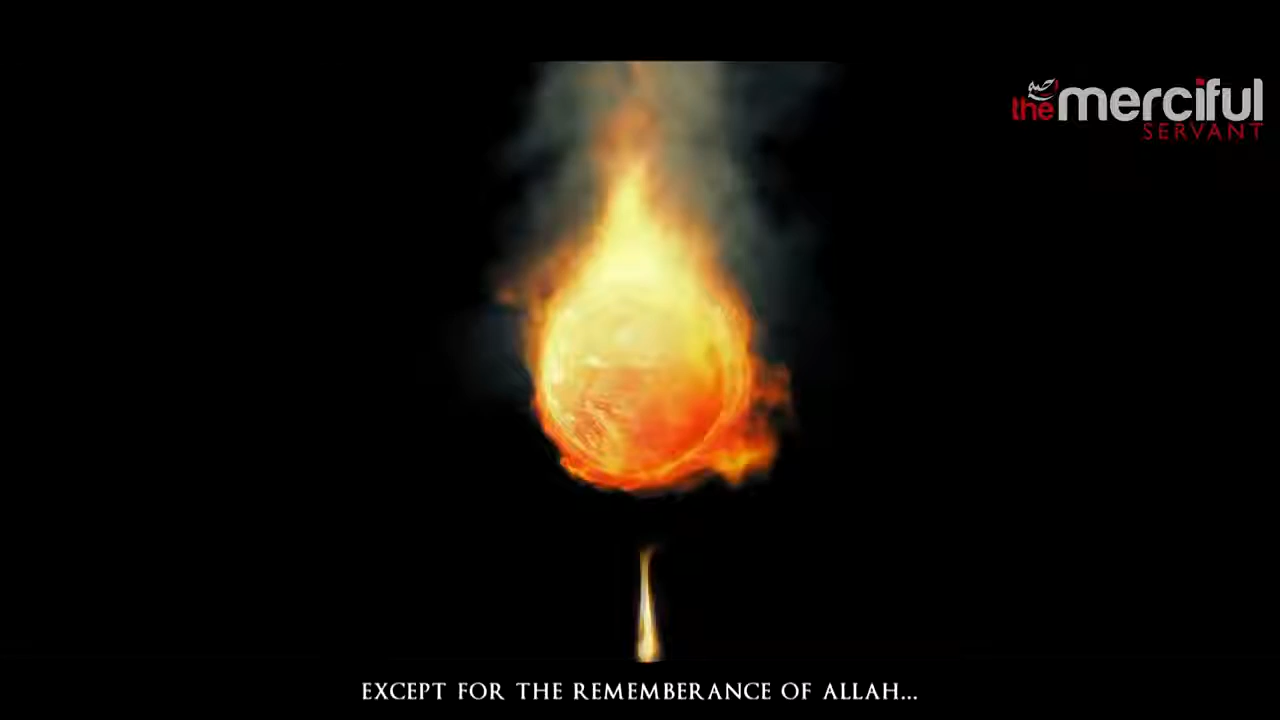 the merciful
SERVANT
EXCEPT FOR THE REMEMBERANCE OF ALLAH...